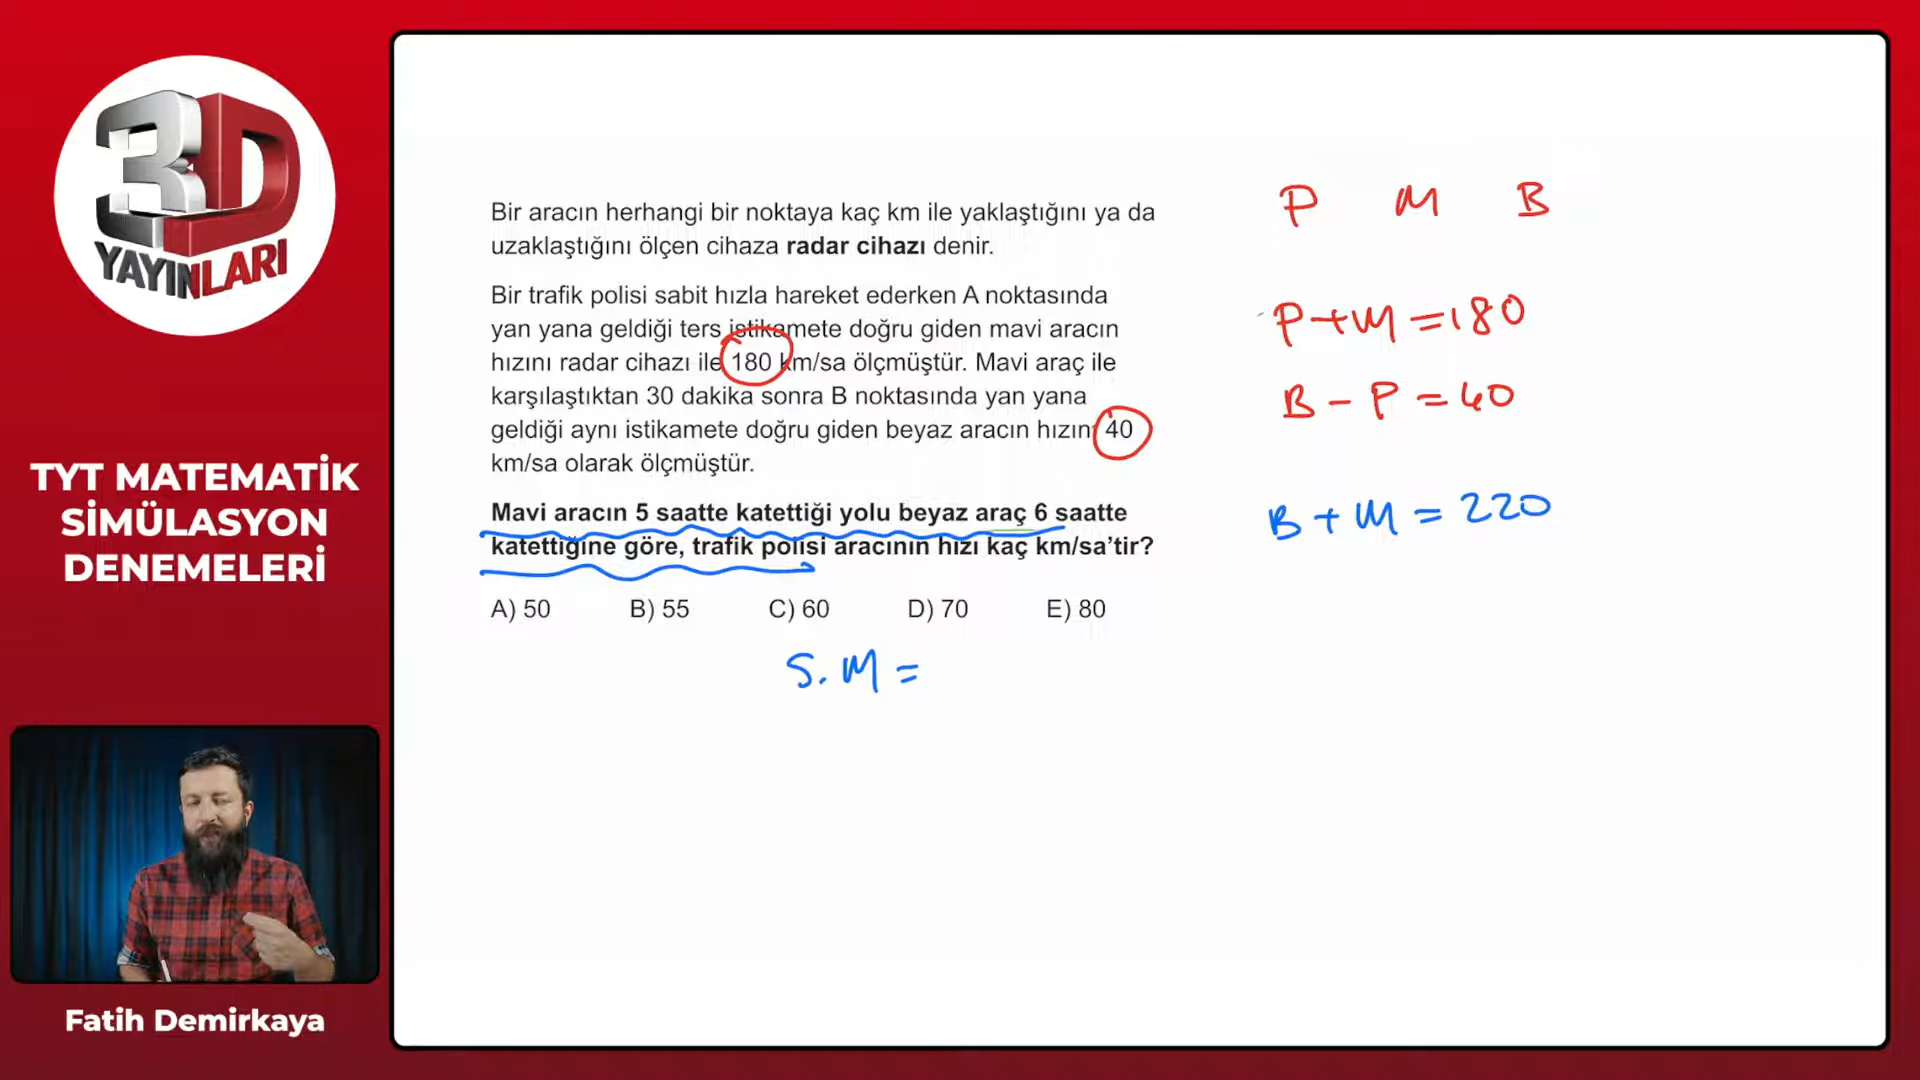 3D
YAYINLARI
TYT MATEMATİK
SİMÜLASYON
DENEMELERİ
Fatih Demirkaya
Bir aracın herhangi bir noktaya kaç km ile yaklaştığını ya da
uzaklaştığını ölçen cihaza radar cihazı denir.
Bir trafik polisi sabit hızla hareket ederken A noktasında
yan yana geldiği ters istikamete doğru giden mavi aracın
hızını radar cihazı ile 180 km/sa ölçmüştür. Mavi araç ile
karşılaştıktan 30 dakika sonra B noktasında yan yana
geldiği aynı istikamete doğru giden beyaz aracın hızını 40
km/sa olarak ölçmüştür.
Mavi aracın 5 saatte katettiği yolu beyaz araç 6 saatte
katettiğine göre, trafik polisi aracının hızı kaç km/sa'tir?
A) 50 B) 55 C) 60 D) 70 E) 80
5. M =
P M B
P+M=180
B - P = 40
B + M = 220